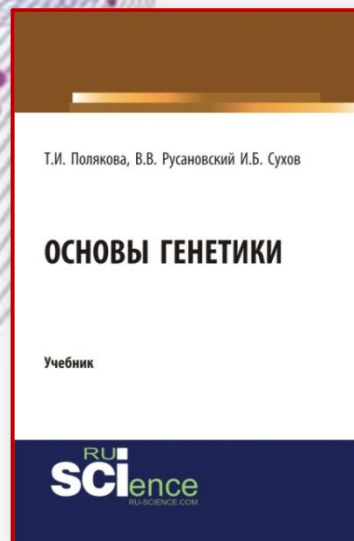 Т.И. Полякова, В.В. Русановский И.Б. Сухов
ОСНОВЫ ГЕНЕТИКИ
Учебник
RU
SCIence
RU-SCIENCE.COM